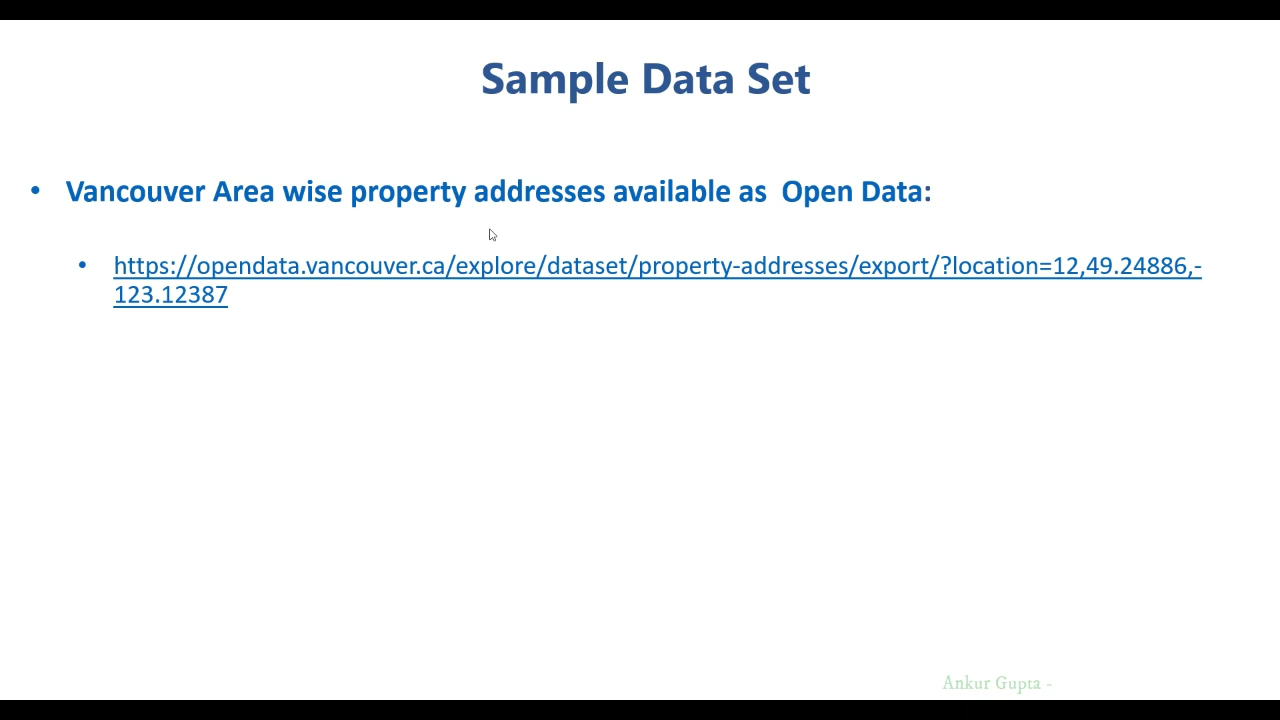 Sample Data Set
• Vancouver Area wise property addresses available as  Open Data:
• https://opendata.vancouver.ca/explore/dataset/property-addresses/export/?location=12,49.24886,-
123.12387
Ankur Gupta -